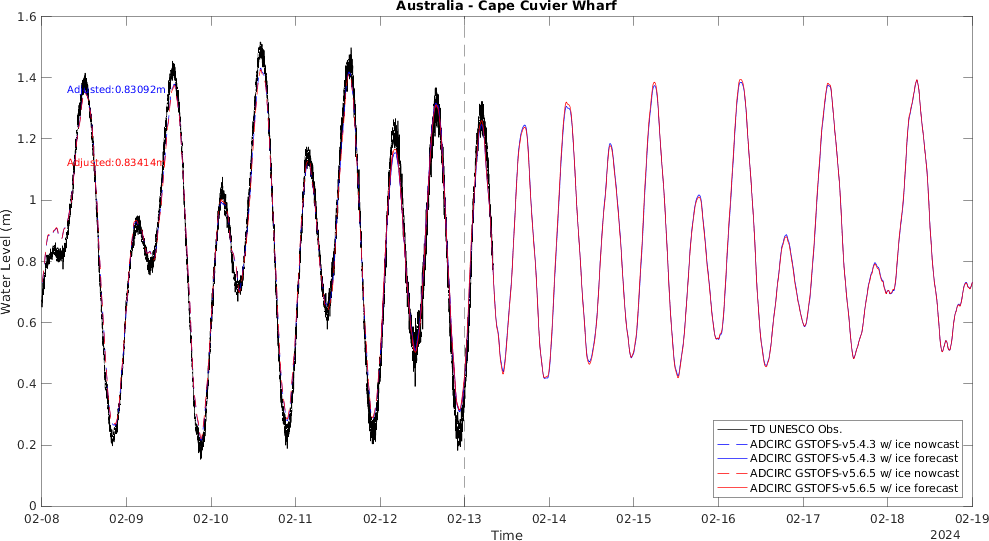 Australia - Cape Cuvier Wharf
1.6
1.4
1.2
1
0.8
0.6
0.4
0.2
0
Water Level (m)
Adjusted:0.83092m
Adjusted:0.83414m
TD UNESCO Obs.
ADCIRC GSTOFS-v5.4.3 w/ ice nowcast
ADCIRC GSTOFS-v5.4.3 w/ ice forecast
ADCIRC GSTOFS-v5.6.5 w/ ice nowcast
ADCIRC GSTOFS-v5.6.5 w/ ice forecast
02-08 02-09 02-10 02-11 02-12 02-13 02-14 02-15 02-16 02-17 02-18 02-19
Time
2024